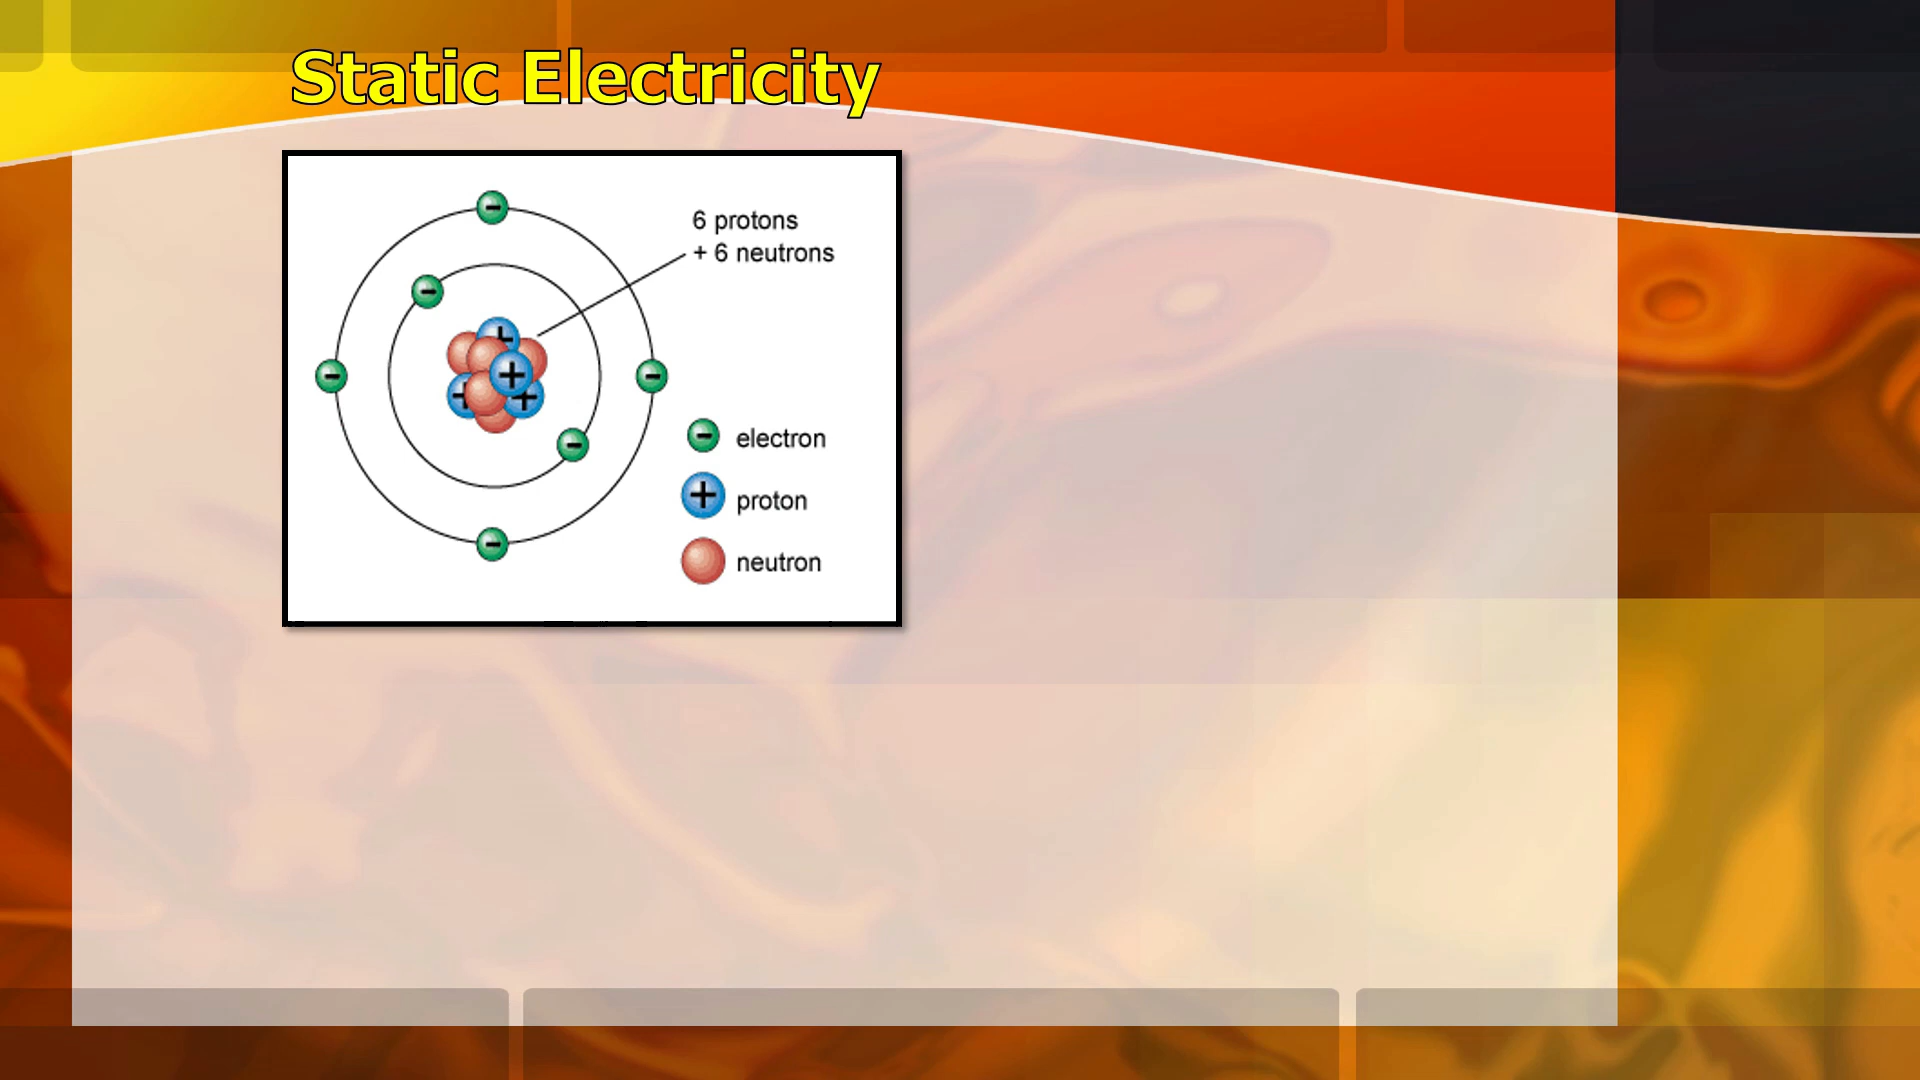 Static Electricity
6 protons
+ 6 neutrons
electron
proton
neutron